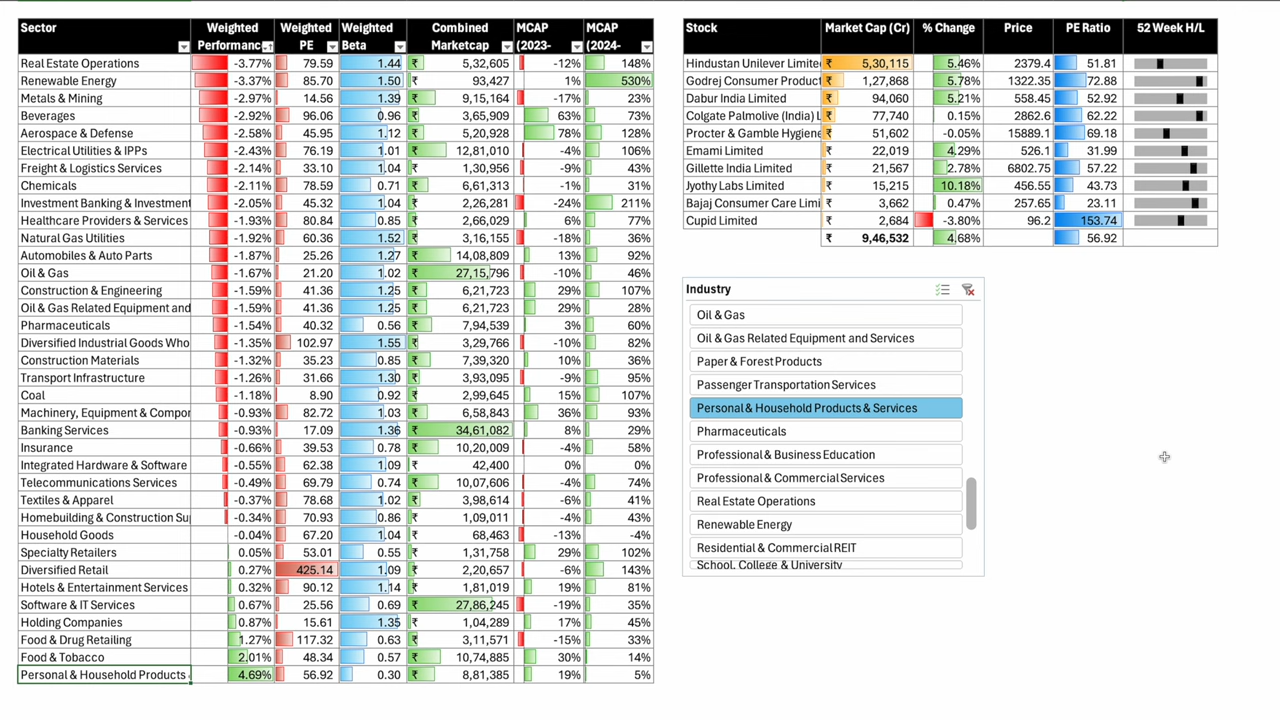 Sector Weighted Performanc Weighted PE Weighted Beta Combined Marketcap MCAP (2023- MCAP (2024-
Real Estate Operations -3.77% 79.59 1.44 ₹ 5,32,605 -12% 148%
Renewable Energy -3.37% 85.70 1.50 ₹ 93,427 1% 530%
Metals & Mining -2.97% 14.56 1.39 ₹ 9,15,164 -17% 23%
Beverages -2.92% 96.06 0.96 ₹ 3,65,909 63% 73%
Aerospace & Defense -2.58% 45.95 1.12 ₹ 5,20,928 78% 128%
Electrical Utilities & IPPs -2.43% 76.19 1.01 ₹ 12,81,010 -4% 106%
Freight & Logistics Services -2.14% 33.10 1.04 ₹ 1,30,956 -9% 43%
Chemicals -2.11% 78.59 0.71 ₹ 6,61,313 -1% 31%
Investment Banking & Investment -2.05% 45.32 1.04 ₹ 2,26,281 -24% 211%
Healthcare Providers & Services -1.93% 80.84 0.85 ₹ 2,66,029 6% 77%
Natural Gas Utilities -1.92% 60.36 1.52 ₹ 3,16,155 -18% 36%
Automobiles & Auto Parts -1.87% 25.26 1.27 ₹ 14,08,809 13% 92%
Oil & Gas -1.67% 21.20 1.02 ₹ 27,15,796 -10% 46%
Construction & Engineering -1.59% 41.36 1.25 ₹ 6,21,723 29% 107%
Oil & Gas Related Equipment and -1.59% 41.36 1.25 ₹ 6,21,723 29% 28%
Pharmaceuticals -1.54% 40.32 0.56 ₹ 7,94,539 3% 60%
Diversified Industrial Goods Who -1.35% 102.97 1.55 ₹ 3,29,766 -10% 82%
Construction Materials -1.32% 35.23 0.85 ₹ 7,39,320 10% 36%
Transport Infrastructure -1.26% 31.66 1.30 ₹ 3,93,095 -9% 95%
Coal -1.18% 8.90 0.92 ₹ 2,99,645 15% 107%
Machinery, Equipment & Compor -0.93% 82.72 1.03 ₹ 6,58,843 36% 93%
Banking Services -0.93% 17.09 1.36 ₹ 34,61,082 8% 29%
Insurance -0.66% 39.53 0.78 ₹ 10,20,009 -4% 58%
Integrated Hardware & Software -0.55% 62.38 1.09 ₹ 42,400 0% 0%
Telecommunications Services -0.49% 69.79 0.74 ₹ 10,07,606 -4% 74%
Textiles & Apparel -0.37% 78.68 1.02 ₹ 3,98,614 -6% 41%
Homebuilding & Construction Su -0.34% 70.93 0.86 ₹ 1,09,011 -4% 43%
Household Goods -0.04% 67.20 1.04 ₹ 68,463 -13% -4%
Specialty Retailers 0.05% 53.01 0.55 ₹ 1,31,758 29% 102%
Diversified Retail 0.27% 425.14 1.09 ₹ 2,20,657 -6% 143%
Hotels & Entertainment Services 0.32% 90.12 1.14 ₹ 1,81,019 19% 81%
Software & IT Services 0.67% 25.56 0.69 ₹ 27,86,245 -19% 35%
Holding Companies 0.87% 15.61 1.35 ₹ 1,04,289 17% 45%
Food & Drug Retailing 1.27% 117.32 0.63 ₹ 3,11,571 -15% 33%
Food & Tobacco 2.01% 48.34 0.57 ₹ 10,74,885 30% 14%
Personal & Household Products 4.69% 56.92 0.30 ₹ 8,81,385 19% 5%
Stock Market Cap (Cr) % Change Price PE Ratio 52 Week H/L
Hindustan Unilever Limite ₹ 5,30,115 5.46% 2379.4 51.81
Godrej Consumer Product ₹ 1,27,868 5.78% 1322.35 72.88
Dabur India Limited ₹ 94,060 5.21% 558.45 52.92
Colgate Palmolive (India) L ₹ 77,740 0.15% 2862.6 62.22
Procter & Gamble Hygiene ₹ 51,602 -0.05% 15889.1 69.18
Emami Limited ₹ 22,019 4.29% 526.1 31.93
Gillette India Limited ₹ 21,567 2.78% 6802.75 57.22
Jyothy Labs Limited ₹ 15,215 10.18% 456.55 43.73
Bajaj Consumer Care Limi ₹ 3,662 0.47% 257.65 23.11
Cupid Limited ₹ 2,684 -3.80% 96.2 153.74
₹ 9,46,532 4.68% 56.92
Industry
Oil & Gas
Oil & Gas Related Equipment and Services
Paper & Forest Products
Passenger Transportation Services
Personal & Household Products & Services
Pharmaceuticals
Professional & Business Education
Professional & Commercial Services
Real Estate Operations
Renewable Energy
Residential & Commercial REIT
School, College & University